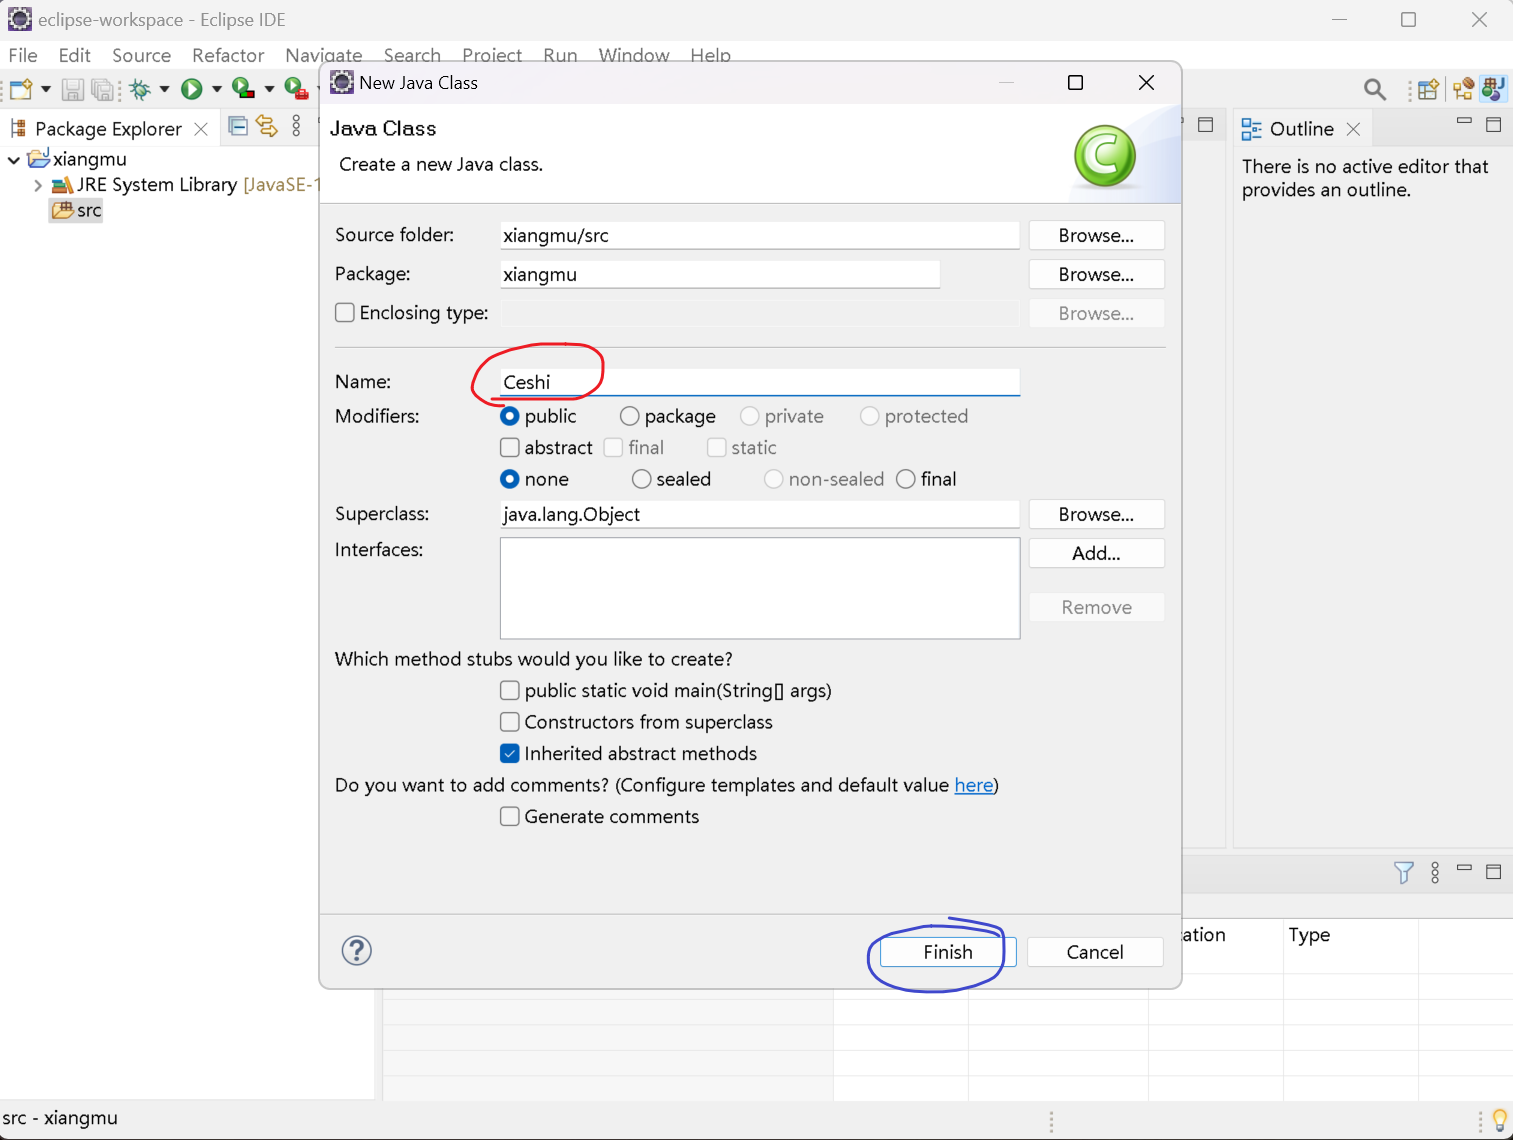 eclipse-workspace - Eclipse IDE
File Edit Source Refactor Navigate Search Project Run Window Help
New Java Class
Package Explorer
Java Class
Create a new Java class.
Outline
xiangmu
JRE System Library [JavaSE-1
src
There is no active editor that
provides an outline.
Source folder: xiangmu/src Browse...
Package: xiangmu Browse...
Enclosing type: Browse...
Name: Ceshi
Modifiers: public package private protected
abstract final static
none sealed non-sealed final
Superclass: java.lang.Object Browse...
Interfaces: Add...
Remove
Which method stubs would you like to create?
public static void main(String[] args)
Constructors from superclass
Inherited abstract methods
Do you want to add comments? (Configure templates and default value here)
Generate comments
Finish Cancel
ation Type
src - xiangmu